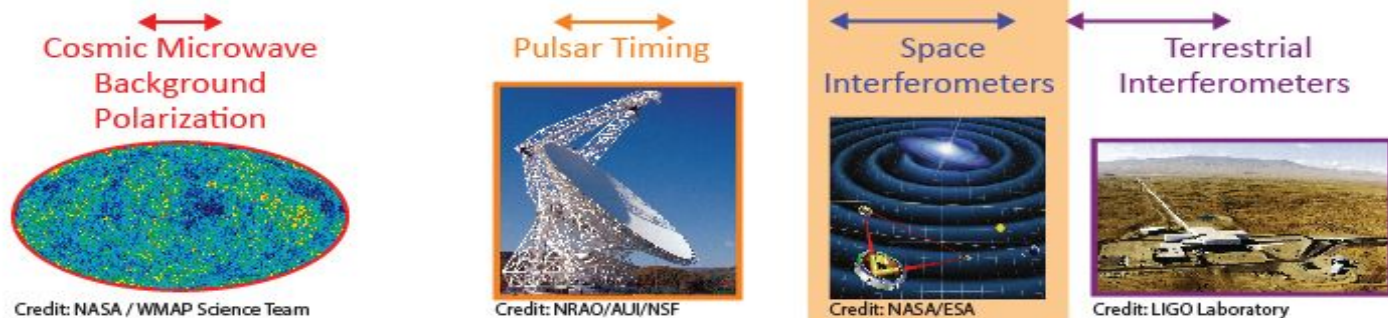 Cosmic Microwave
Background
Polarization
Pulsar Timing
Space
Interferometers
Terrestrial
Interferometers
Credit: NASA / WMAP Science Team
Credit: NRAO/AUI/NSF
Credit: NASA/ESA
Credit: LIGO Laboratory